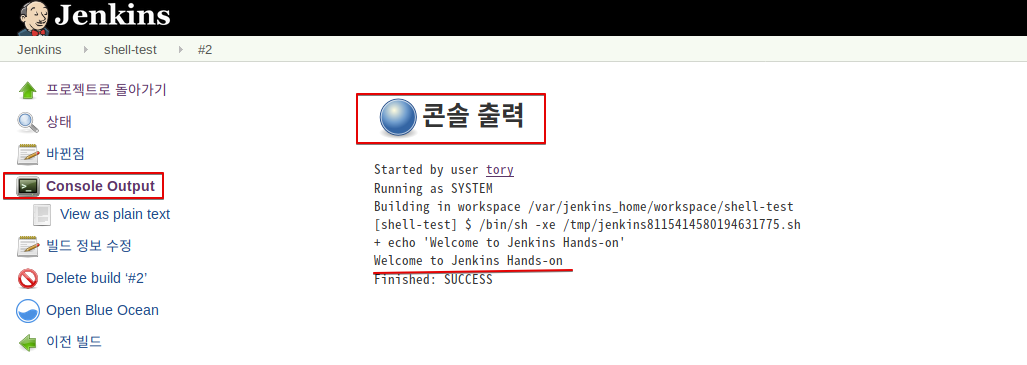 Jenkins
Jenkins shell-test #2
프로젝트로 돌아가기
상태
바뀐점
Console Output
View as plain text
빌드 정보 수정
Delete build ‘#2’
Open Blue Ocean
이전 빌드
콘솔 출력
Started by user tory
Running as SYSTEM
Building in workspace /var/jenkins_home/workspace/shell-test
[shell-test] $ /bin/sh -xe /tmp/jenkins8115414580194631775.sh
+ echo 'Welcome to Jenkins Hands-on'
Welcome to Jenkins Hands-on
Finished: SUCCESS